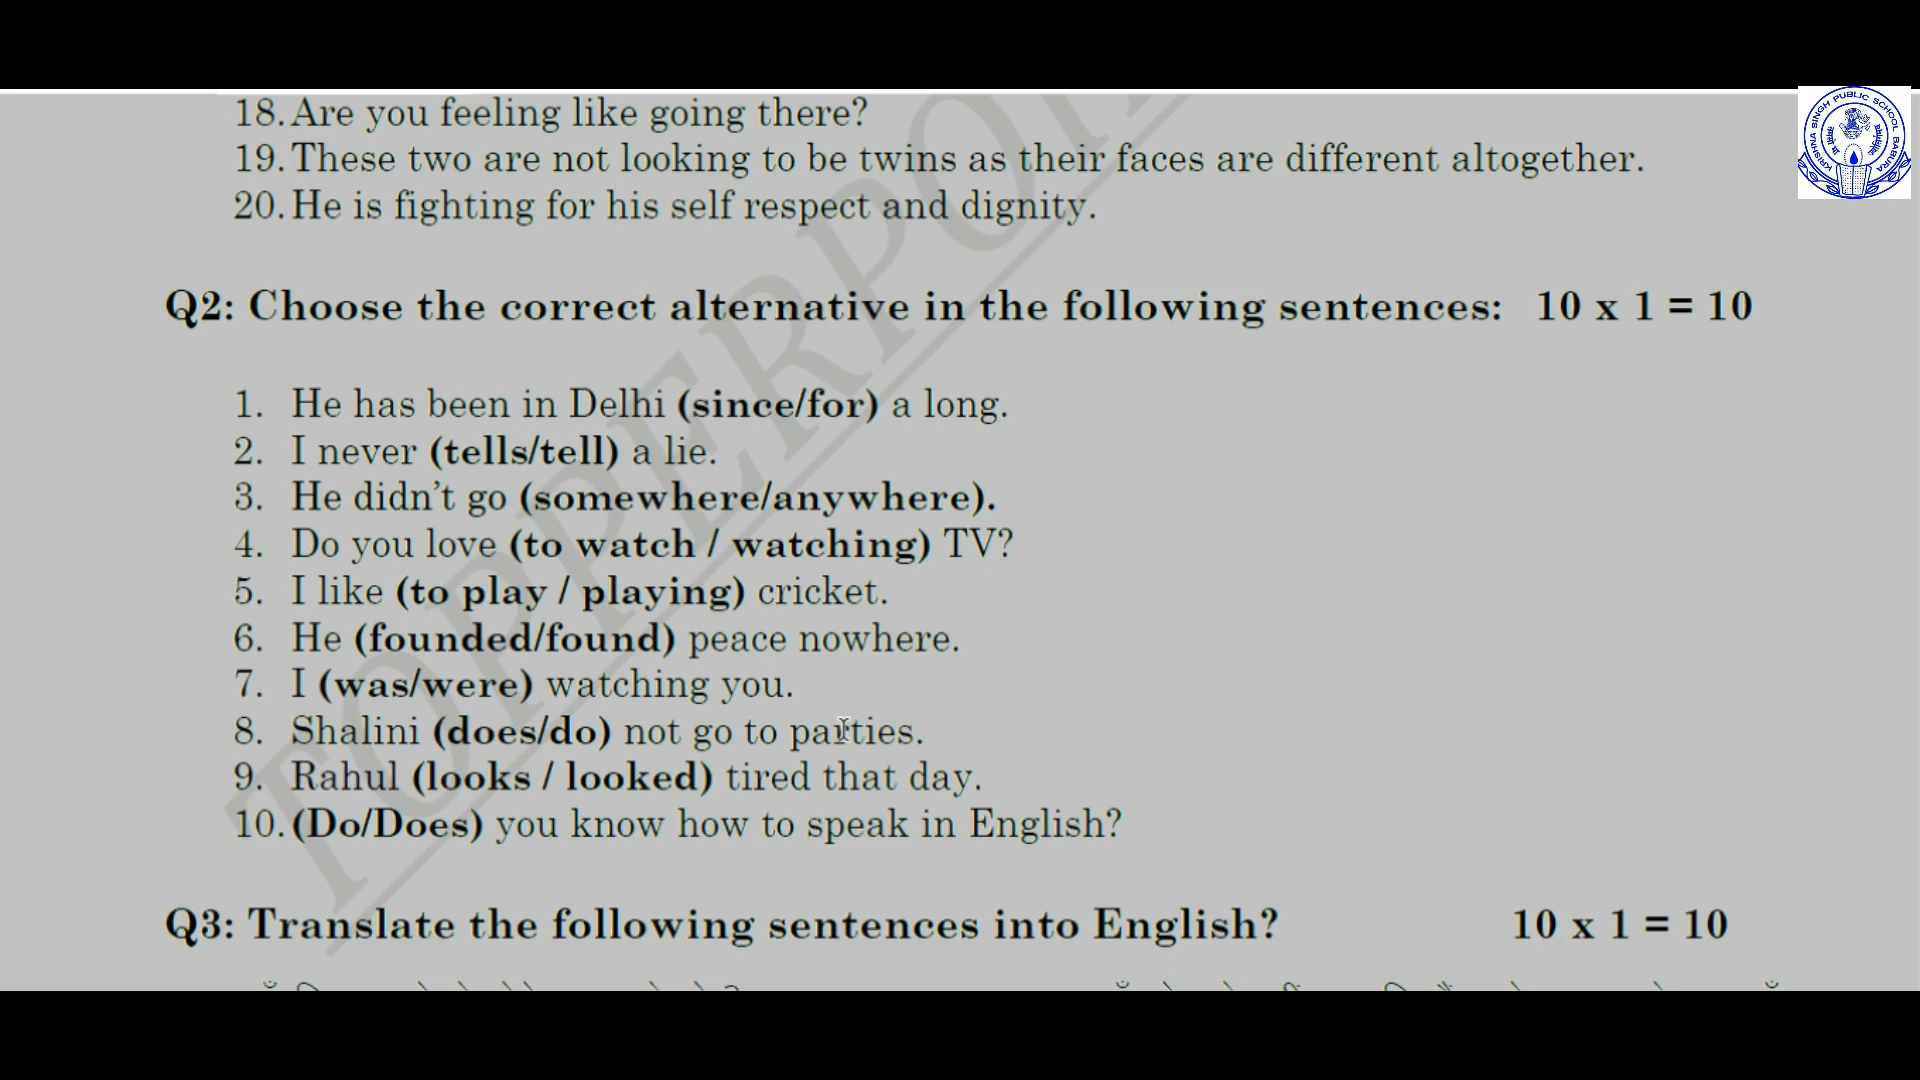 18. Are you feeling like going there?
19. These two are not looking to be twins as their faces are different altogether.
20. He is fighting for his self respect and dignity.
KRISHNA SINGH PUBLIC SCHOOL BABURA
Q2: Choose the correct alternative in the following sentences: 10 x 1 = 10
1. He has been in Delhi (since/for) a long.
2. I never (tells/tell) a lie.
3. He didn’t go (somewhere/anywhere).
4. Do you love (to watch / watching) TV?
5. I like (to play / playing) cricket.
6. He (founded/found) peace nowhere.
7. I (was/were) watching you.
8. Shalini (does/do) not go to parties.
9. Rahul (looks / looked) tired that day.
10. (Do/Does) you know how to speak in English?
Q3: Translate the following sentences into English? 10 x 1 = 10
TOPPERPOI